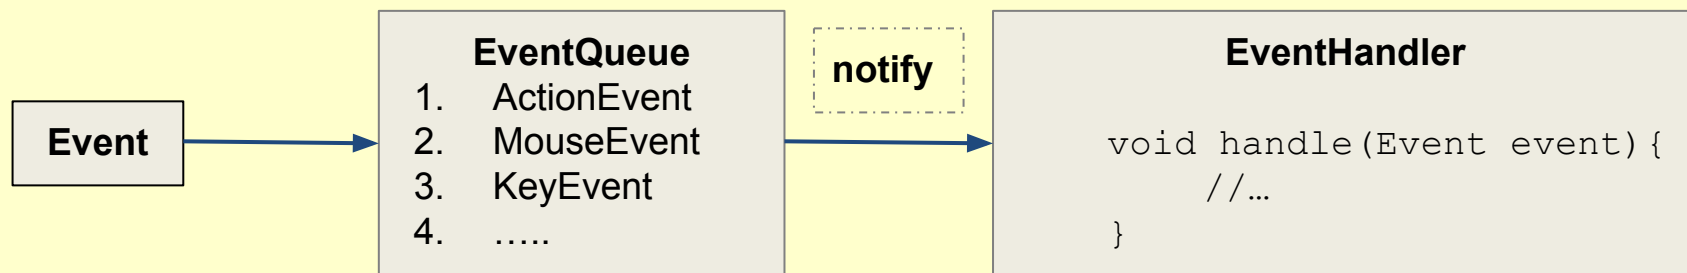 Event
EventQueue
1. ActionEvent
2. MouseEvent
3. KeyEvent
4. …..
notify
EventHandler
void handle(Event event){
//…
}